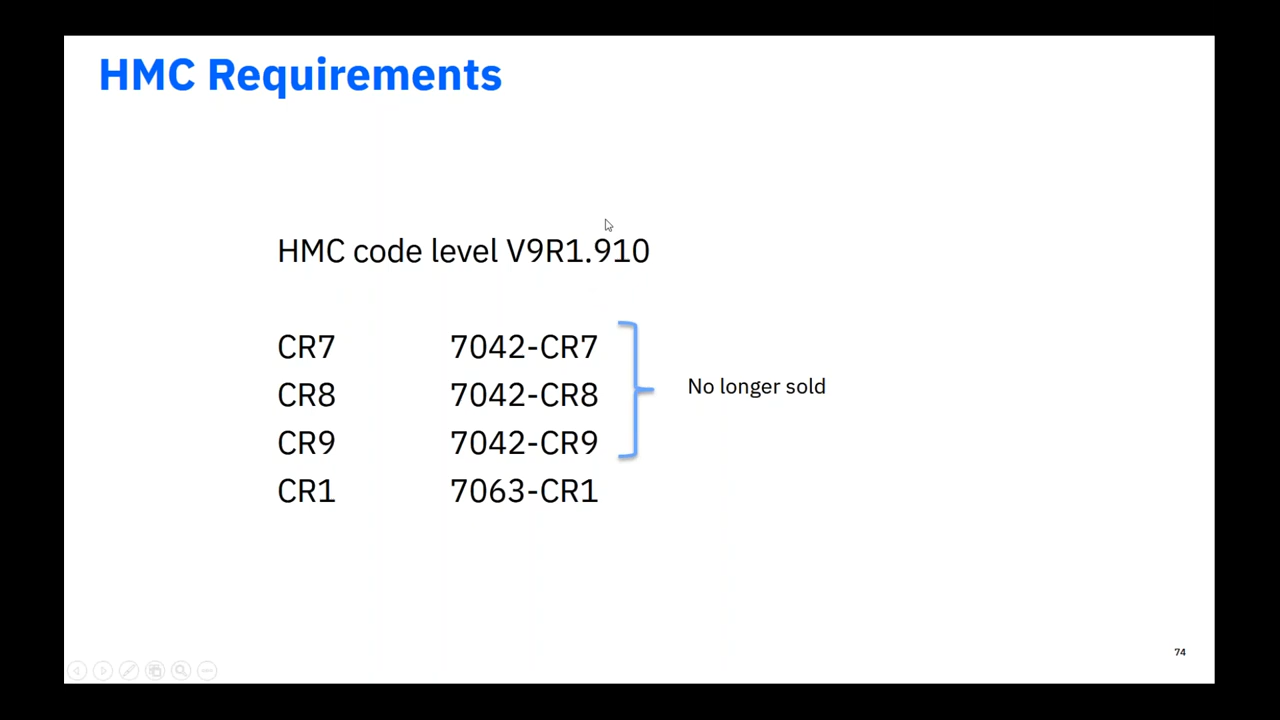 HMC Requirements
HMC code level V9R1.910
CR7 7042-CR7
CR8 7042-CR8
No longer sold
CR9 7042-CR9
CR1 7063-CR1
74